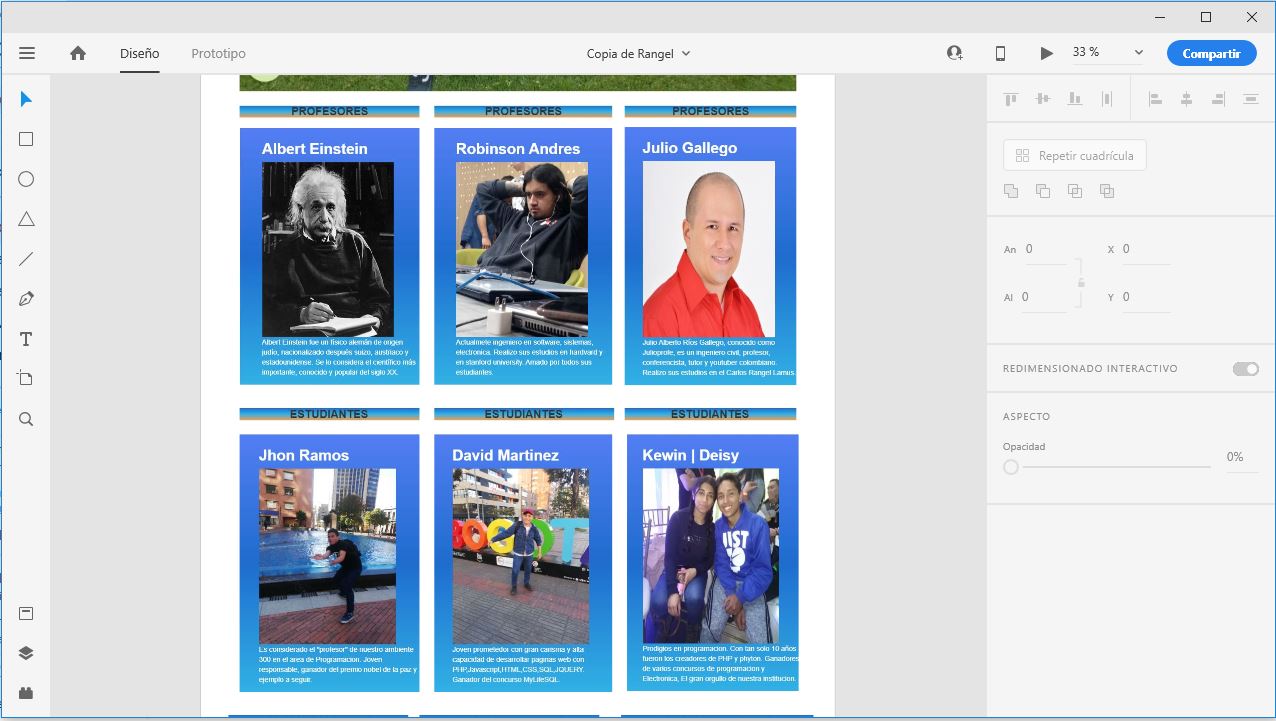 Diseño Prototipo Copia de Rangel 33 % Compartir
PROFESORES PROFESORES PROFESORES
Albert Einstein
Albert Einstein fue un físico alemán de origen
judío, nacionalizado después suizo, austriaco y
estadounidense. Se lo considera el científico más
importante, conocido y popular del siglo XX.
Robinson Andres
Actualmete ingeniero en software, sistemas,
electronica. Realizo sus estudios en hardvard y
en stanford university. Amado por todos sus
estudiantes.
Julio Gallego
Julio Alberto Ríos Gallego, conocido como
Julioprofe, es un ingeniero civil, profesor,
conferencista, tutor y youtuber colombiano.
Realizo sus estudios en el Carlos Rangel Lamus.
ESTUDIANTES ESTUDIANTES ESTUDIANTES
Jhon Ramos
Es considerado el "profesor" de nuestro ambiente
300 en el area de Programacion. Joven
responsable, ganador del premio nobel de la paz y
ejemplo a seguir.
David Martinez
BOGOT
Joven prometedor con gran carisma y alta
capacidad de desarollar paginas web con
PHP,Javascript,HTML,CSS,SQL,JQUERY.
Ganador del concurso MyLifeSQL.
Kewin | Deisy
JUST
Prodigios en programacion. Con tan solo 10 años
fueron los creadores de PHP y phyton. Ganadores
de varios concursos de programacion y
Electronica, El gran orgullo de nuestra institucion.
Repetir cuadrícula
An 0 X 0
Al 0 Y 0
REDIMENSIONADO INTERACTIVO
ASPECTO
Opacidad
0%